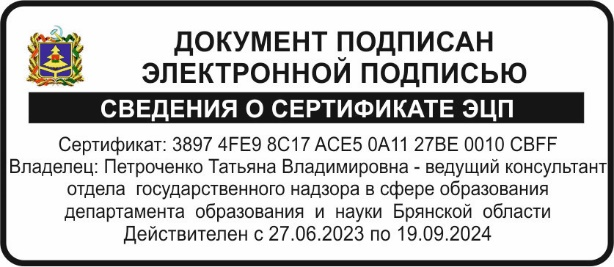 ДОКУМЕНТ ПОДПИСАН
ЭЛЕКТРОННОЙ ПОДПИСЬЮ
СВЕДЕНИЯ О СЕРТИФИКАТЕ ЭЦП
Сертификат: 3897 4FE9 8C17 ACE5 0A11 27BE 0010 CBFF
Владелец: Петроченко Татьяна Владимировна - ведущий консультант
отдела государственного надзора в сфере образования
департамента образования и науки Брянской области
Действителен с 27.06.2023 по 19.09.2024